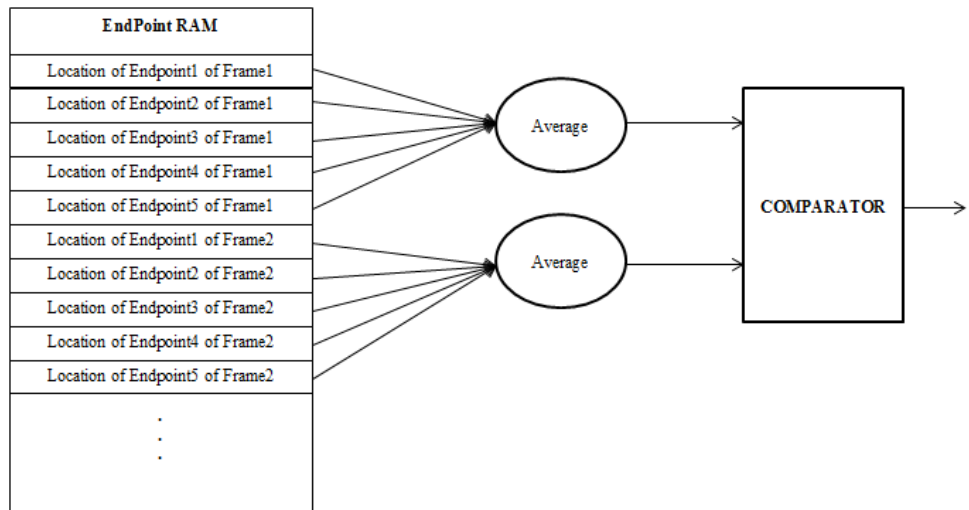 EndPoint RAM
Location of Endpoint1 of Frame1
Location of Endpoint2 of Frame1
Location of Endpoint3 of Frame1
Location of Endpoint4 of Frame1
Location of Endpoint5 of Frame1
Location of Endpoint1 of Frame2
Location of Endpoint2 of Frame2
Location of Endpoint3 of Frame2
Location of Endpoint4 of Frame2
Location of Endpoint5 of Frame2
.
.
.
Average
Average
COMPARATOR